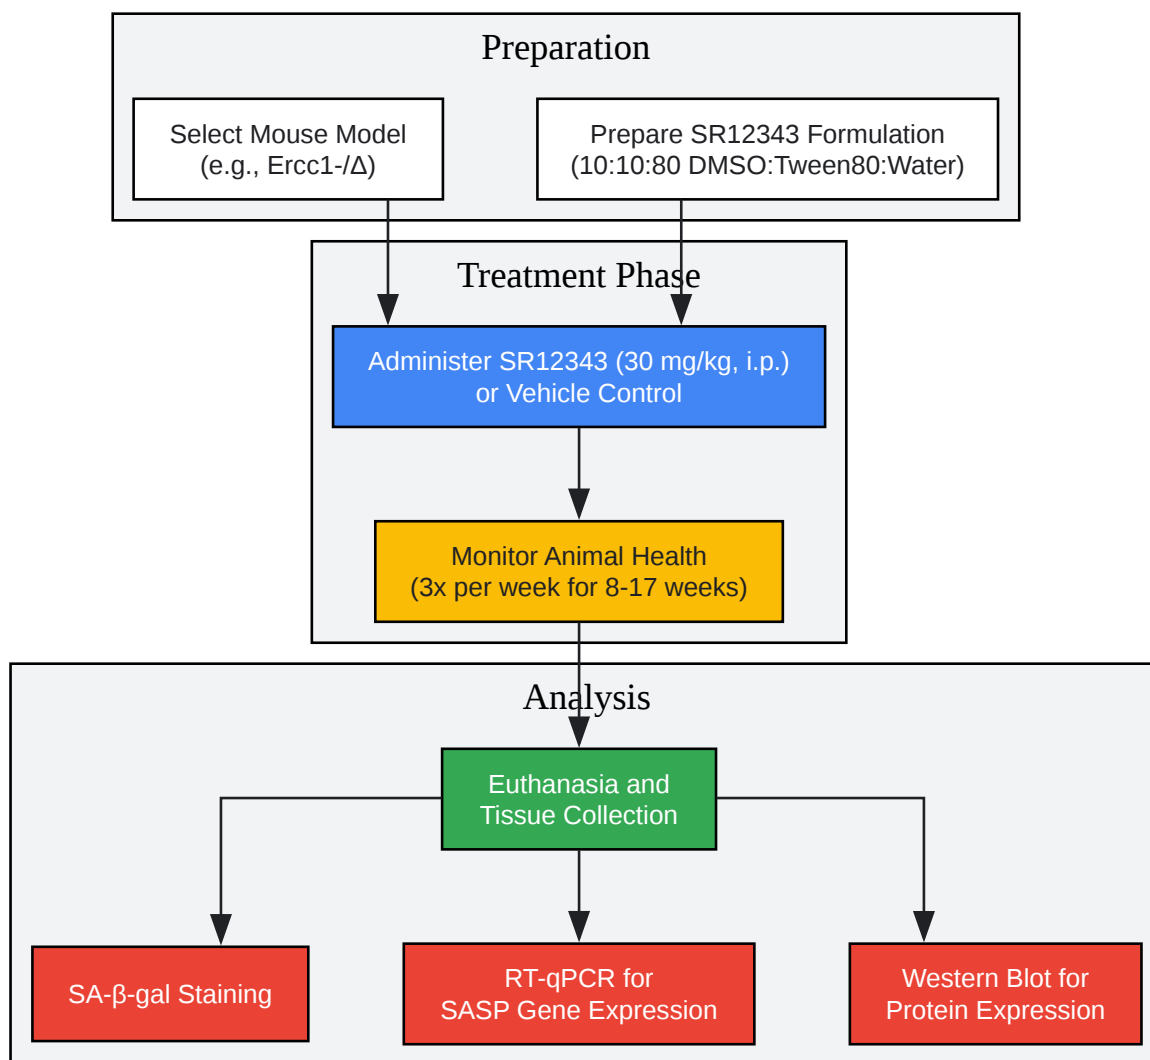 Preparation
Select Mouse Model
(e.g., Ercc1-/Δ)
Prepare SR12343 Formulation
(10:10:80 DMSO:Tween80:Water)
Treatment Phase
Administer SR12343 (30 mg/kg, i.p.)
or Vehicle Control
Monitor Animal Health
(3x per week for 8-17 weeks)
Analysis
Euthanasia and
Tissue Collection
SA-β-gal Staining
RT-qPCR for
SASP Gene Expression
Western Blot for
Protein Expression